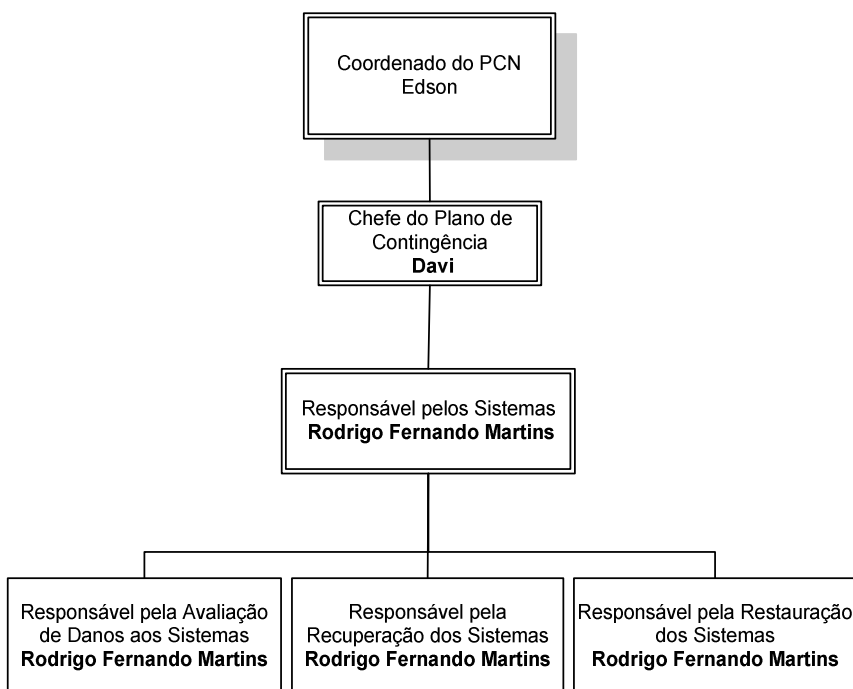 Coordenado do PCN
Edson
Chefe do Plano de
Contingência
Davi
Responsável pelos Sistemas
Rodrigo Fernando Martins
Responsável pela Avaliação
de Danos aos Sistemas
Rodrigo Fernando Martins
Responsável pela
Recuperação dos Sistemas
Rodrigo Fernando Martins
Responsável pela Restauração
dos Sistemas
Rodrigo Fernando Martins